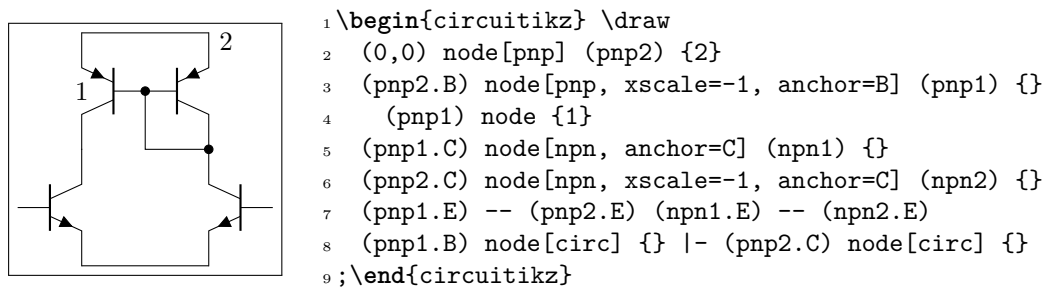 2
1
1 \begin{circuitikz} \draw
2   (0,0) node[pnp] (pnp2) {2}
3   (pnp2.B) node[pnp, xscale=-1, anchor=B] (pnp1) {}
4     (pnp1) node {1}
5   (pnp1.C) node[npn, anchor=C] (npn1) {}
6   (pnp2.C) node[npn, xscale=-1, anchor=C] (npn2) {}
7   (pnp1.E) -- (pnp2.E) (npn1.E) -- (npn2.E)
8   (pnp1.B) node[circ] {} |- (pnp2.C) node[circ] {}
9 ;\end{circuitikz}